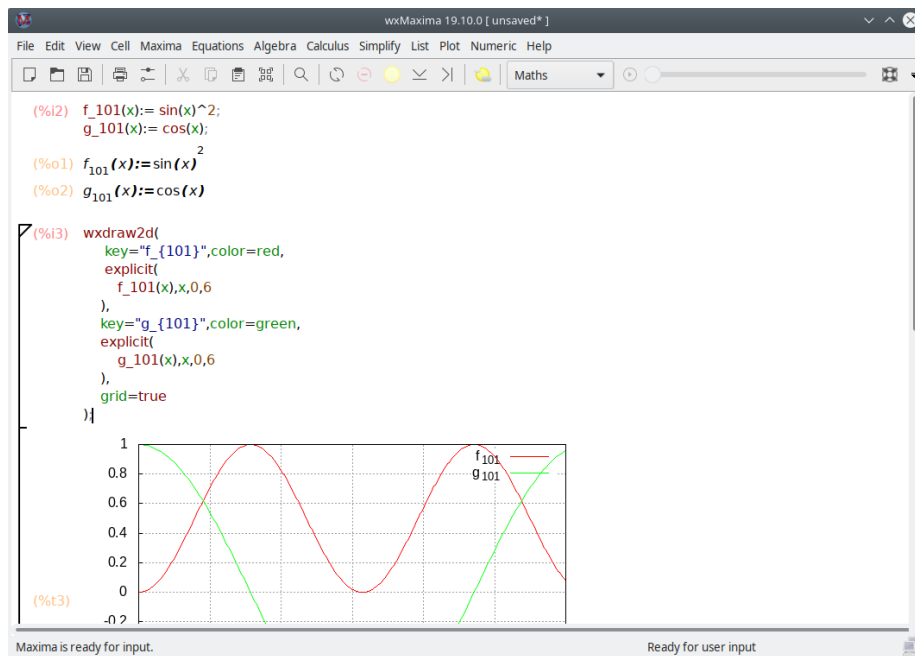 wxMaxima 19.10.0 [ unsaved* ]
File Edit View Cell Maxima Equations Algebra Calculus Simplify List Plot Numeric Help
Maths
(%i2) f_101(x):= sin(x)^2;
g_101(x):= cos(x);
(%o1) f₁₀₁(x):=sin(x)²
(%o2) g₁₀₁(x):=cos(x)
(%i3) wxdraw2d(
key="f_{101}",color=red,
explicit(
f_101(x),x,0,6
),
key="g_{101}",color=green,
explicit(
g_101(x),x,0,6
),
grid=true
);
1
f₁₀₁
0.8
g₁₀₁
0.6
0.4
0.2
(%t3)
0
-0.2
Maxima is ready for input. Ready for user input